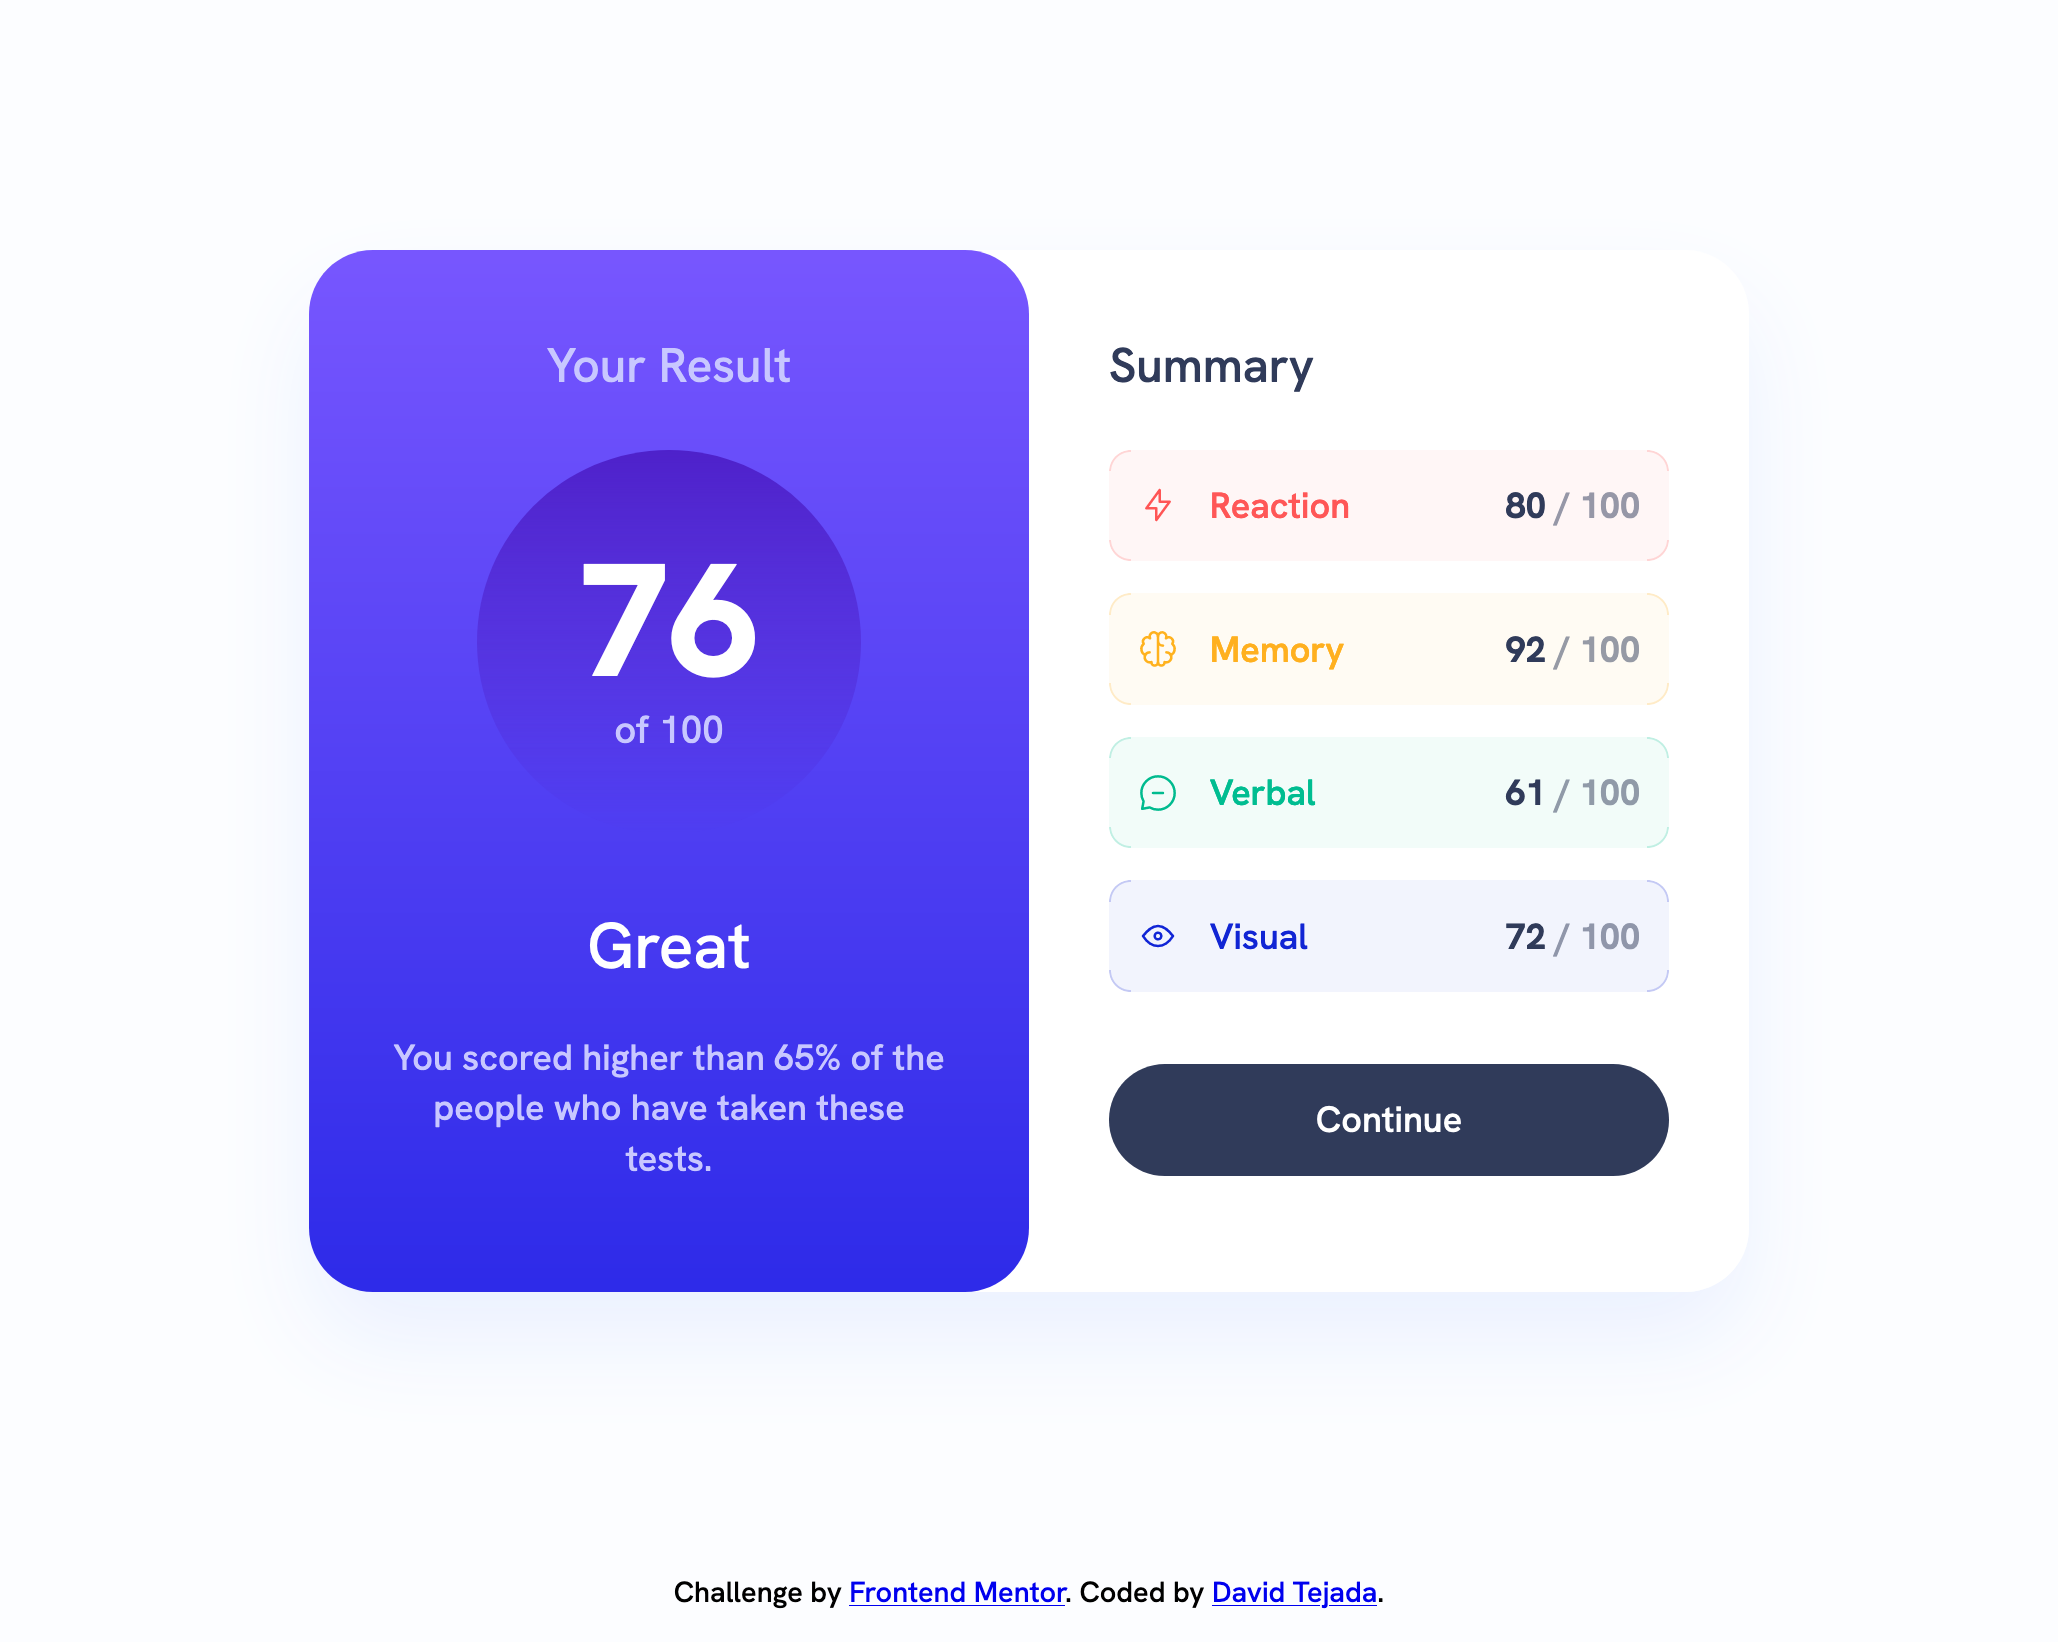 Your Result
76
of 100
Great
You scored higher than 65% of the
people who have taken these
tests.
Summary
Reaction 80 / 100
Memory 92 / 100
Verbal 61 / 100
Visual 72 / 100
Continue
Challenge by Frontend Mentor. Coded by David Tejada.